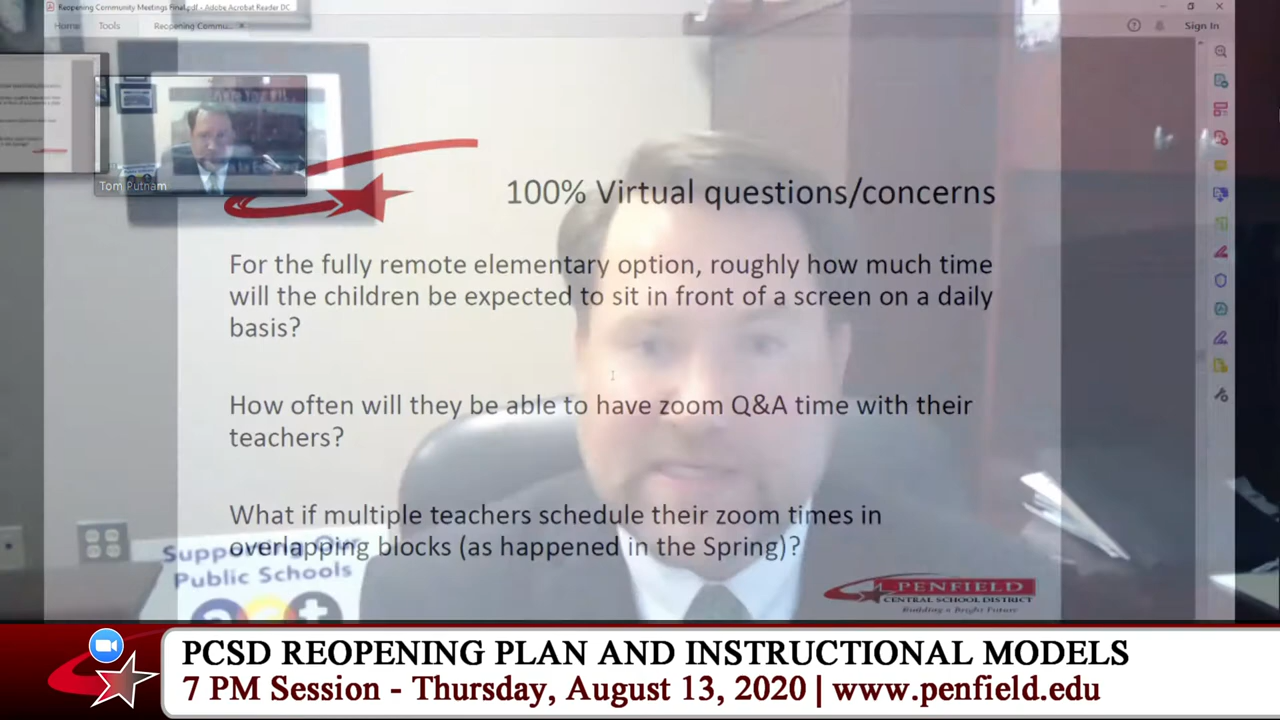 Reopening Community Meetings Final.pdf - Adobe Acrobat Reader DC
Home
Tools
Reopening Commu...
Sign In
Tom Putnam
100% Virtual questions/concerns
For the fully remote elementary option, roughly how much time
will the children be expected to sit in front of a screen on a daily
basis?
How often will they be able to have zoom Q&A time with their
teachers?
What if multiple teachers schedule their zoom times in
overlapping blocks (as happened in the Spring)?
Supporting Our
Public Schools
PENFIELD
CENTRAL SCHOOL DISTRICT
Building a Bright Future
PCSD REOPENING PLAN AND INSTRUCTIONAL MODELS
7 PM Session - Thursday, August 13, 2020 | www.penfield.edu